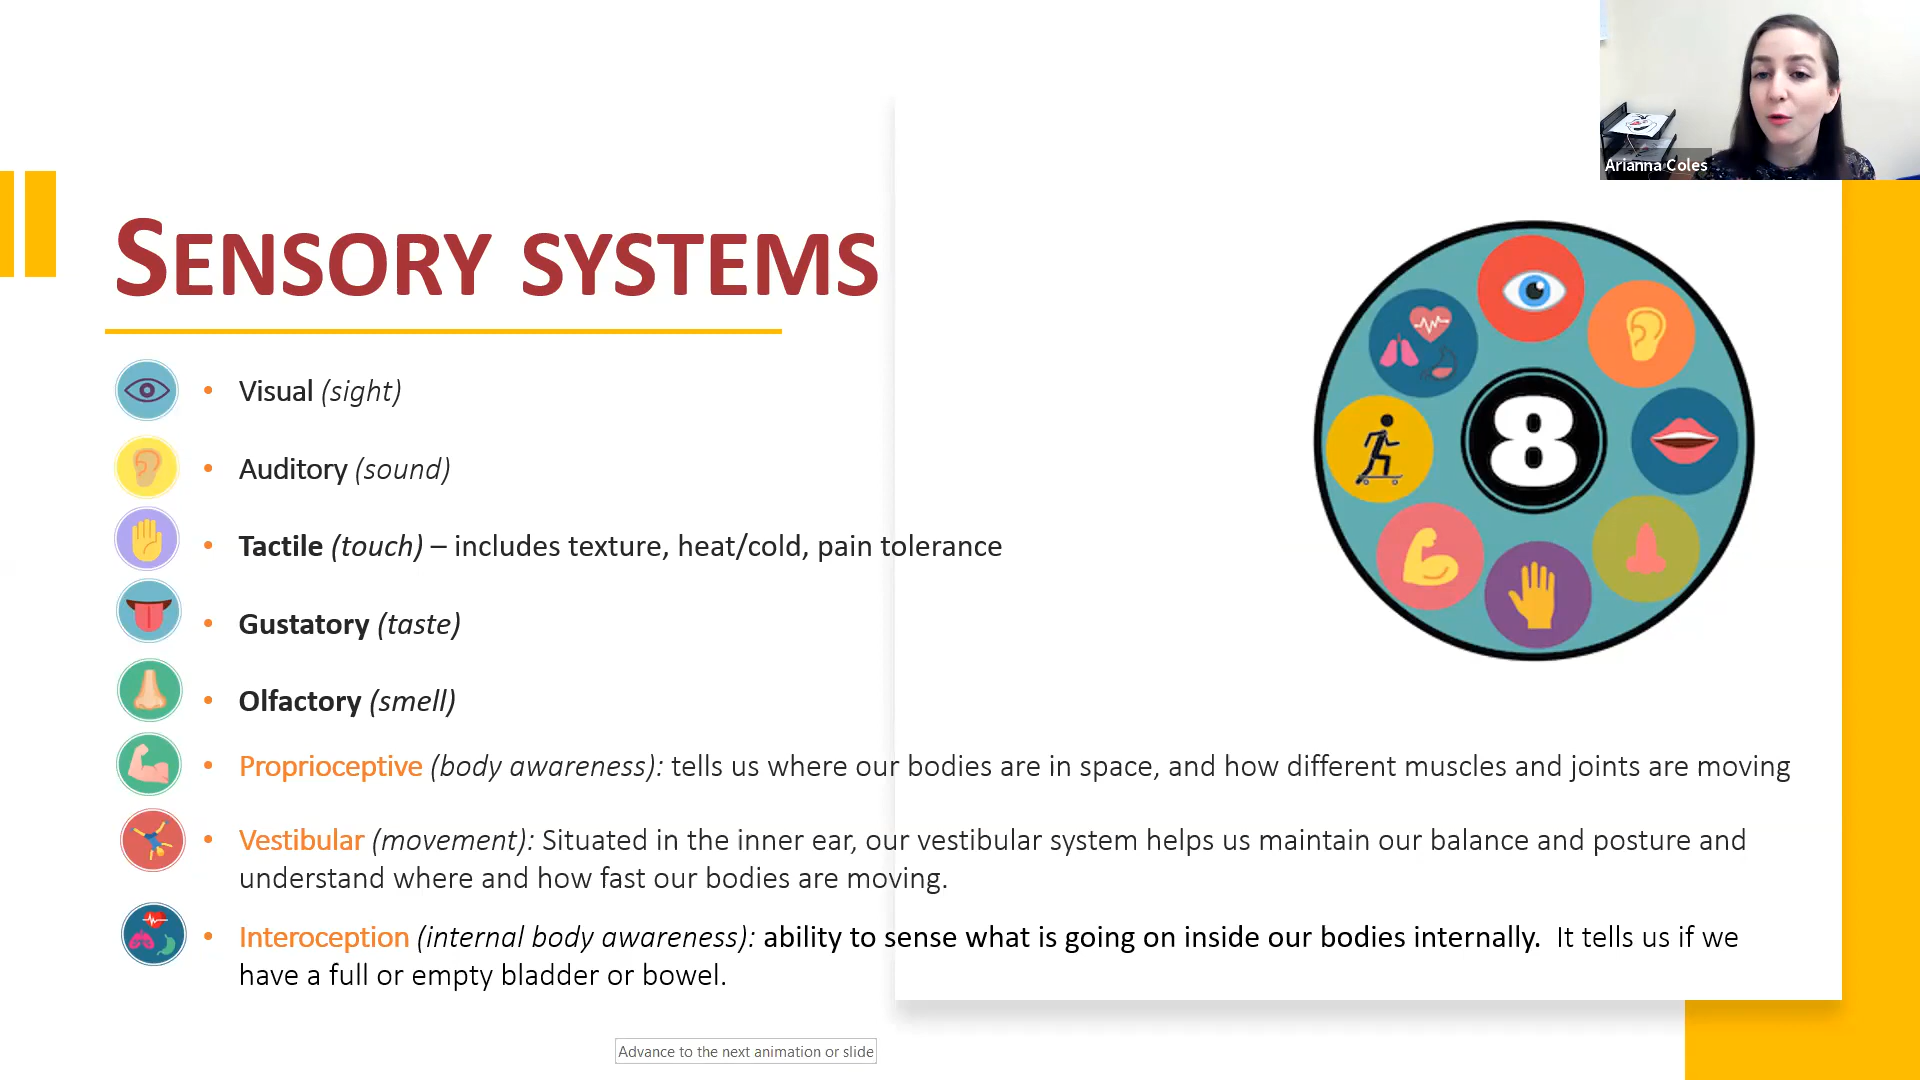 Arianna Coles
SENSORY SYSTEMS
8
• Visual (sight)
• Auditory (sound)
• Tactile (touch) – includes texture, heat/cold, pain tolerance
• Gustatory (taste)
• Olfactory (smell)
• Proprioceptive (body awareness): tells us where our bodies are in space, and how different muscles and joints are moving
• Vestibular (movement): Situated in the inner ear, our vestibular system helps us maintain our balance and posture and
understand where and how fast our bodies are moving.
• Interoception (internal body awareness): ability to sense what is going on inside our bodies internally. It tells us if we
have a full or empty bladder or bowel.
Advance to the next animation or slide